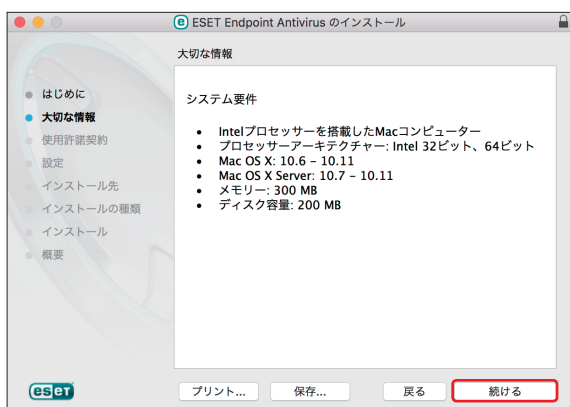 ESET Endpoint Antivirus のインストール
大切な情報
はじめに
大切な情報
使用許諾契約
設定
インストール先
インストールの種類
インストール
概要
システム要件
• Intelプロセッサーを搭載したMacコンピューター
• プロセッサーアーキテクチャー: Intel 32ビット、64ビット
• Mac OS X: 10.6 – 10.11
• Mac OS X Server: 10.7 – 10.11
• メモリー: 300 MB
• ディスク容量: 200 MB
eseT
プリント... 保存... 戻る 続ける